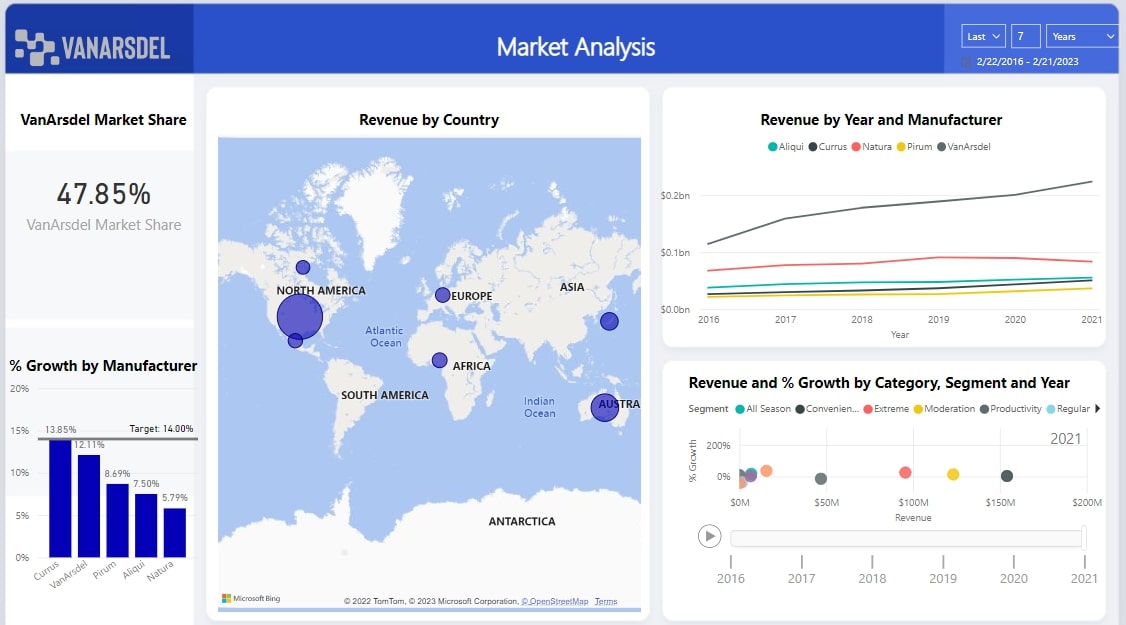 VANARSDEL
Market Analysis
Last
7
Years
2/22/2016 - 2/21/2023
VanArsdel Market Share
47.85%
VanArsdel Market Share
% Growth by Manufacturer
20%
15%
10%
5%
0%
Target: 14.00%
13.85%
12.11%
8.69%
7.50%
5.79%
Currus
VanArsdel
Pirum
Aliqui
Natura
Revenue by Country
NORTH AMERICA
EUROPE
ASIA
Atlantic
Ocean
AFRICA
SOUTH AMERICA
Indian
Ocean
AUSTRA
ANTARCTICA
Microsoft Bing
© 2022 TomTom, © 2023 Microsoft Corporation, © OpenStreetMap Terms
Revenue by Year and Manufacturer
Aliqui Currus Natura Pirum VanArsdel
$0.2bn
$0.1bn
$0.0bn
2016 2017 2018 2019 2020 2021
Year
Revenue and % Growth by Category, Segment and Year
Segment All Season Convenien... Extreme Moderation Productivity Regular
2021
% Growth
200%
0%
$0M $50M $100M $150M $200M
Revenue
2016 2017 2018 2019 2020 2021